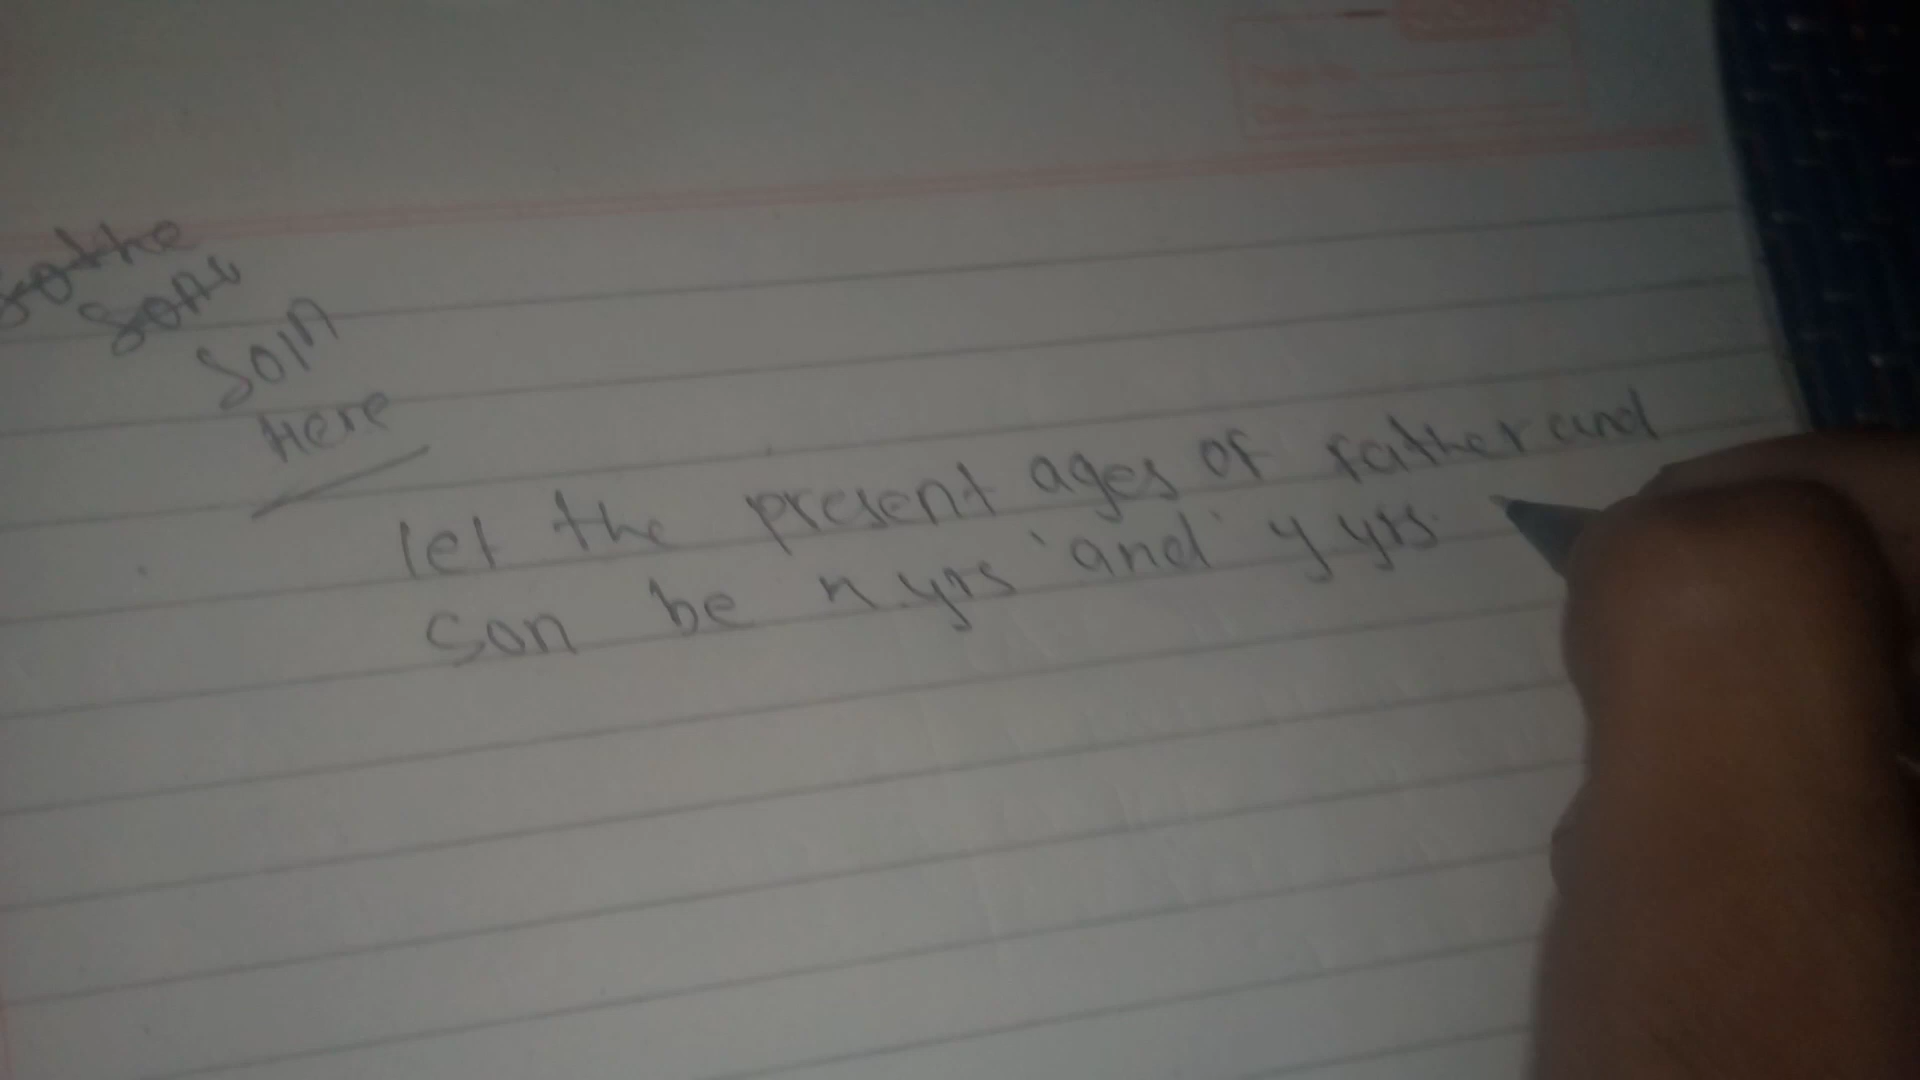 Soln
Here
let the present ages of father and
son be x yrs 'and' y yrs.